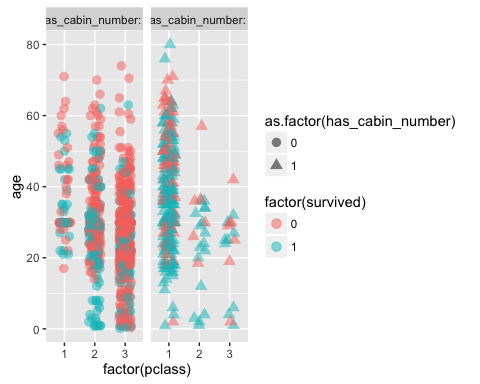 as_cabin_number: as_cabin_number:
80
60
40
20
0
age
1 2 3 1 2 3
factor(pclass)
as.factor(has_cabin_number)
0
1
factor(survived)
0
1